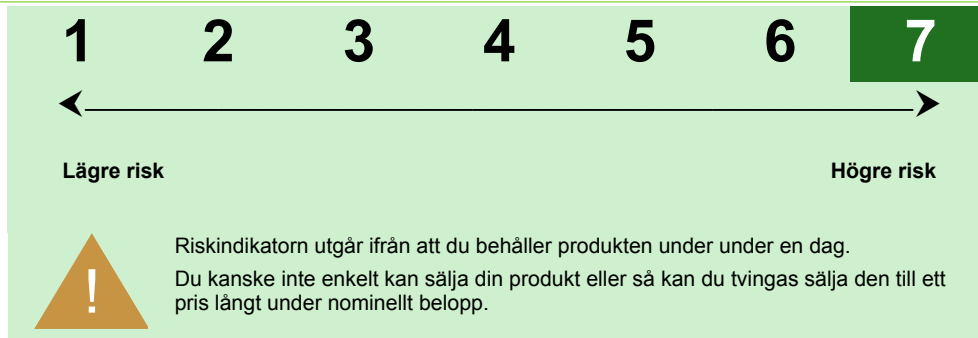 1 2 3 4 5 6 7
Lägre risk Högre risk
!
Riskindikatorn utgår ifrån att du behåller produkten under under en dag.
Du kanske inte enkelt kan sälja din produkt eller så kan du tvingas sälja den till ett
pris långt under nominellt belopp.